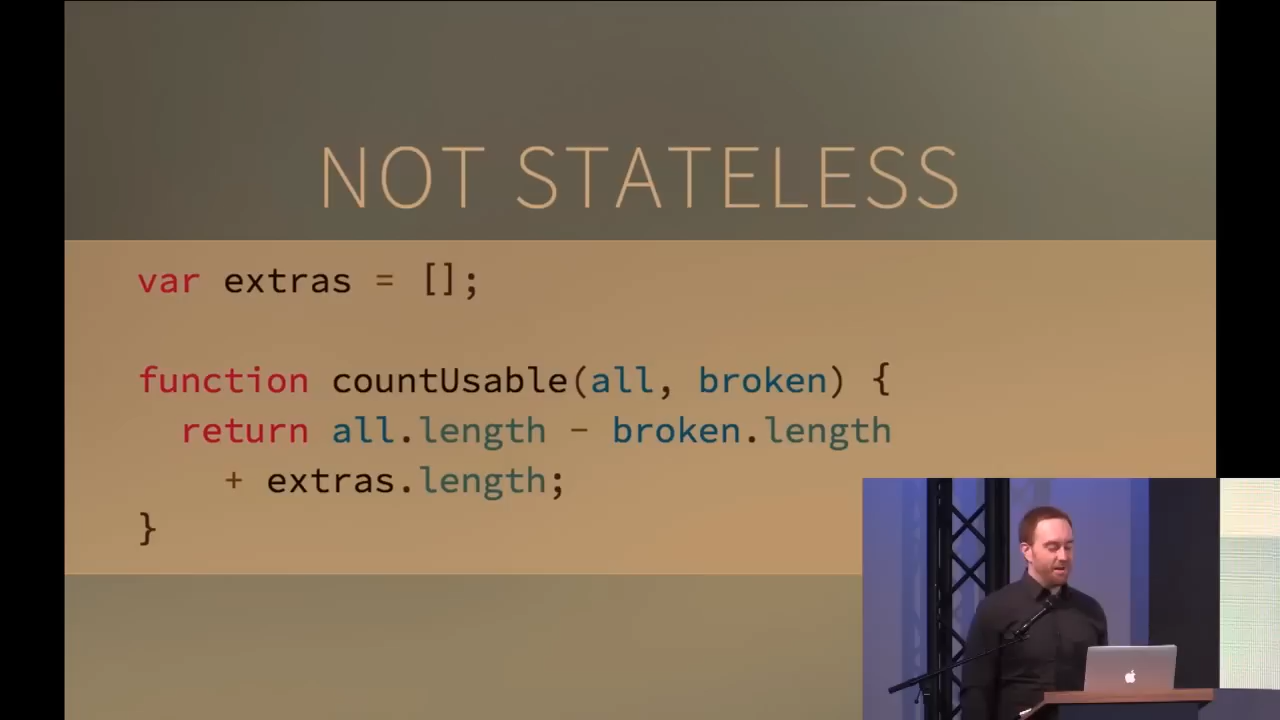 NOT STATELESS
var extras = [];
function countUsable(all, broken) {
return all.length - broken.length
+ extras.length;
}